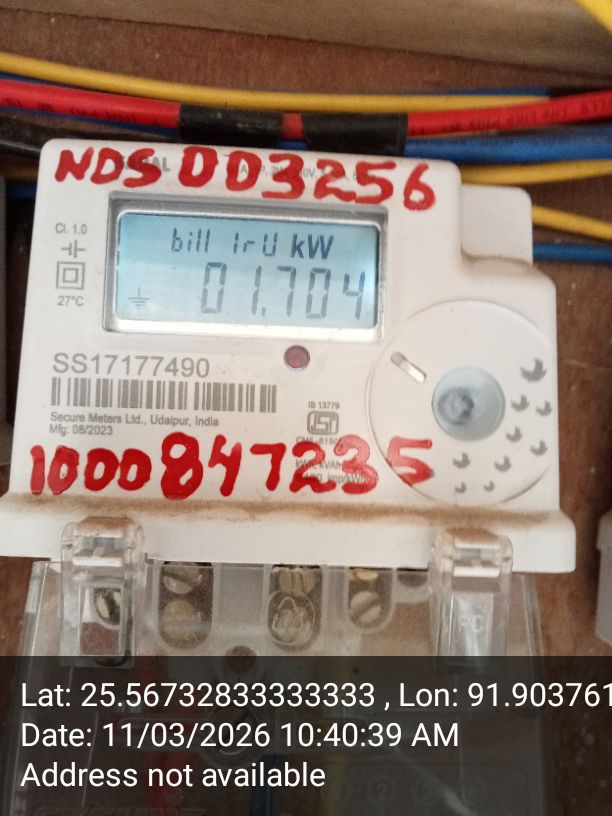 NDS 003256
Cl. 1.0
27°C
bill 1rU kW
01.704
SS17177490
Secure Meters Ltd., Udaipur, India
Mfg: 08/2023
IS 13779
1000847235
Lat: 25.56732833333333 , Lon: 91.903761
Date: 11/03/2026 10:40:39 AM
Address not available